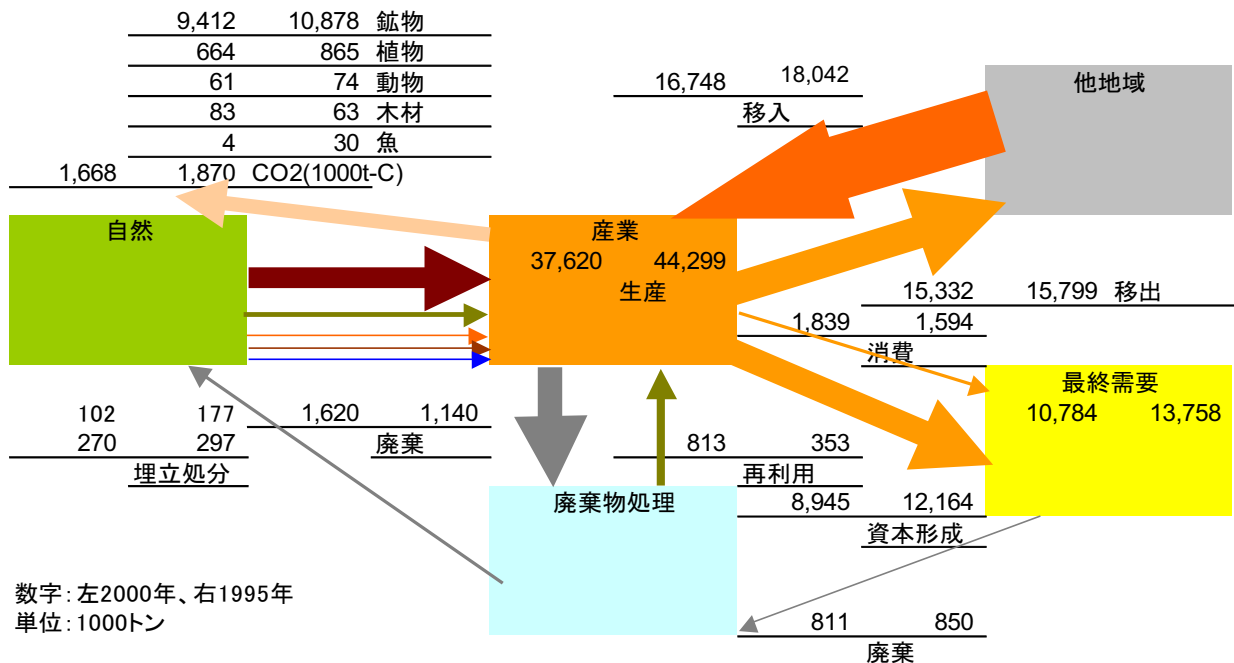 9,412 10,878 鉱物
664 865 植物
61 74 動物
83 63 木材
4 30 魚
1,668 1,870 CO2(1000t-C)
16,748 18,042
移入
他地域
自然
産業
37,620 44,299
生産
15,332 15,799 移出
1,839 1,594
消費
最終需要
10,784 13,758
102 177
270 297
埋立処分
1,620 1,140
廃棄
813 353
再利用
廃棄物処理
8,945 12,164
資本形成
数字:左2000年、右1995年
単位:1000トン
811 850
廃棄